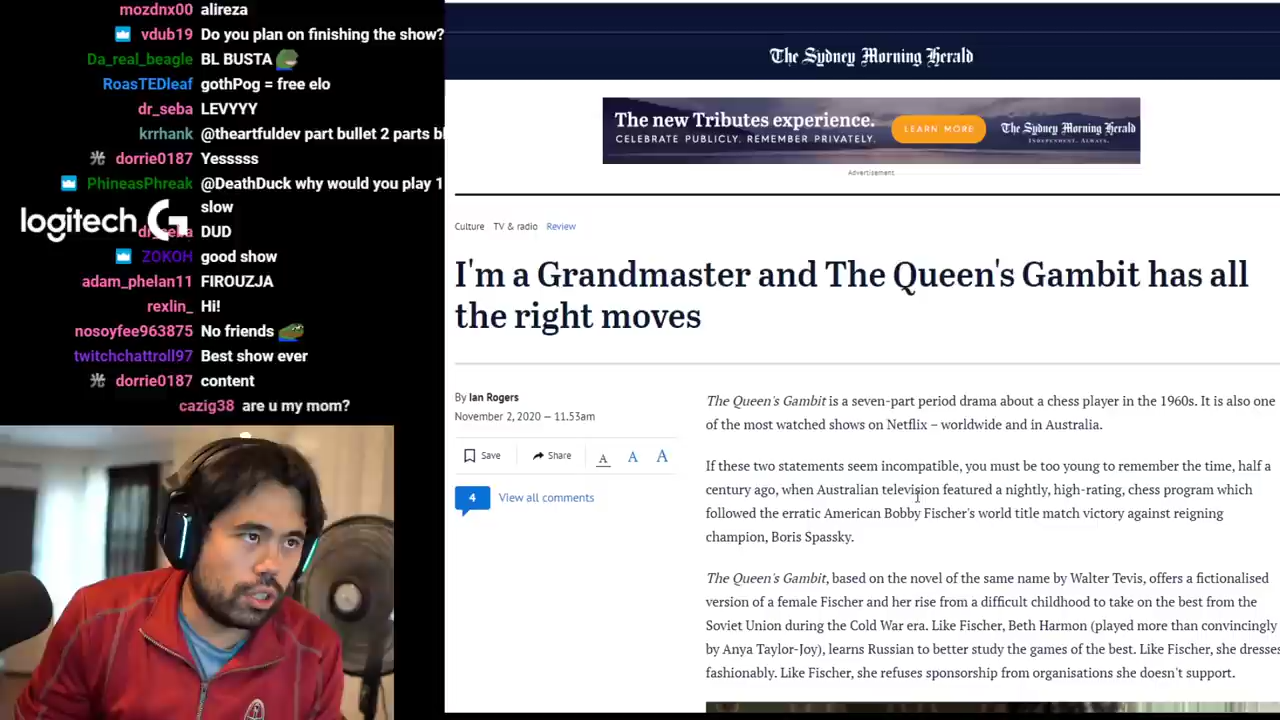 mozdnx00 alireza
vdub19 Do you plan on finishing the show?
Da_real_beagle BL BUSTA
RoasTEDleaf gothPog = free elo
dr_seba LEVYYY
krrhank @theartfuldev part bullet 2 parts bl
dorrie0187 Yesssss
PhineasPhreak @DeathDuck why would you play 1
slow
logitech G
dr_seba DUD
ZOKOH good show
adam_phelan11 FIROUZJA
rexlin_ Hi!
nosoyfee963875 No friends
twitchchattroll97 Best show ever
dorrie0187 content
cazig38 are u my mom?
The Sydney Morning Herald
The new Tributes experience.
CELEBRATE PUBLICLY. REMEMBER PRIVATELY.
LEARN MORE
The Sydney Morning Herald
INDEPENDENT. ALWAYS.
Advertisement
Culture TV & radio Review
I'm a Grandmaster and The Queen's Gambit has all
the right moves
By Ian Rogers
November 2, 2020 — 11.53am
Save Share A A A
4 View all comments
The Queen's Gambit is a seven-part period drama about a chess player in the 1960s. It is also one
of the most watched shows on Netflix – worldwide and in Australia.
If these two statements seem incompatible, you must be too young to remember the time, half a
century ago, when Australian television featured a nightly, high-rating, chess program which
followed the erratic American Bobby Fischer's world title match victory against reigning
champion, Boris Spassky.
The Queen's Gambit, based on the novel of the same name by Walter Tevis, offers a fictionalised
version of a female Fischer and her rise from a difficult childhood to take on the best from the
Soviet Union during the Cold War era. Like Fischer, Beth Harmon (played more than convincingly
by Anya Taylor-Joy), learns Russian to better study the games of the best. Like Fischer, she dresses
fashionably. Like Fischer, she refuses sponsorship from organisations she doesn't support.